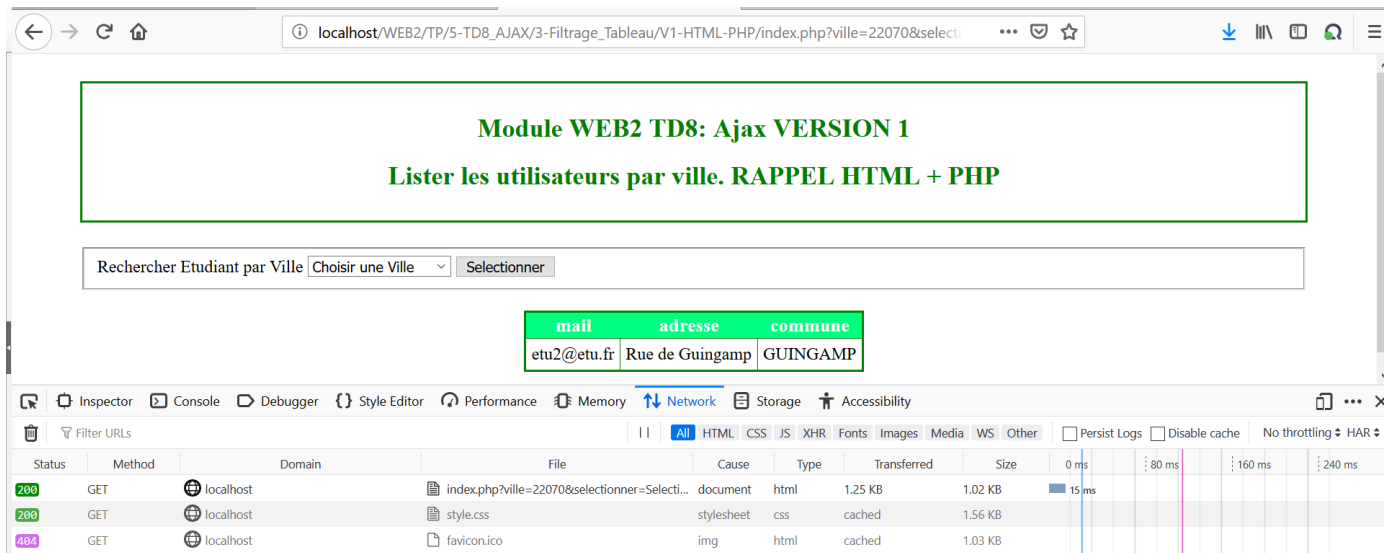 localhost/WEB2/TP/5-TD8_AJAX/3-Filtrage_Tableau/V1-HTML-PHP/index.php?ville=22070&selecti
Module WEB2 TD8: Ajax VERSION 1
Lister les utilisateurs par ville. RAPPEL HTML + PHP
Rechercher Etudiant par Ville Choisir une Ville Selectionner
mail adresse commune
etu2@etu.fr Rue de Guingamp GUINGAMP
Inspector Console Debugger {} Style Editor Performance Memory Network Storage Accessibility
Filter URLs All HTML CSS JS XHR Fonts Images Media WS Other Persist Logs Disable cache No throttling HAR
Status Method Domain File Cause Type Transferred Size 0 ms 80 ms 160 ms 240 ms
200 GET localhost index.php?ville=22070&selectionner=Selecti... document html 1.25 KB 1.02 KB 15 ms
200 GET localhost style.css stylesheet css cached 1.56 KB
404 GET localhost favicon.ico img html cached 1.03 KB